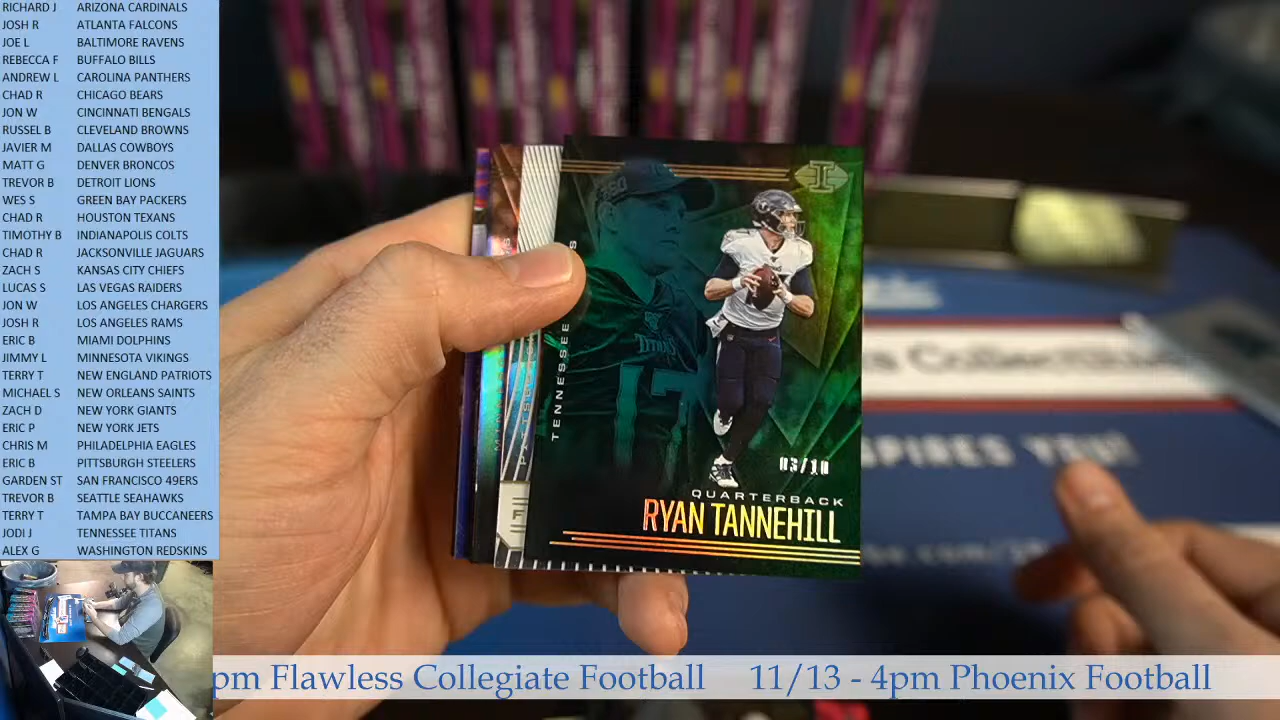 RICHARD J ARIZONA CARDINALS
JOSH R ATLANTA FALCONS
JOE L BALTIMORE RAVENS
REBECCA F BUFFALO BILLS
ANDREW L CAROLINA PANTHERS
CHAD R CHICAGO BEARS
JON W CINCINNATI BENGALS
RUSSEL B CLEVELAND BROWNS
JAVIER M DALLAS COWBOYS
MATT G DENVER BRONCOS
TREVOR B DETROIT LIONS
WES S GREEN BAY PACKERS
CHAD R HOUSTON TEXANS
TIMOTHY B INDIANAPOLIS COLTS
CHAD R JACKSONVILLE JAGUARS
ZACH S KANSAS CITY CHIEFS
LUCAS S LAS VEGAS RAIDERS
JON W LOS ANGELES CHARGERS
JOSH R LOS ANGELES RAMS
ERIC B MIAMI DOLPHINS
JIMMY L MINNESOTA VIKINGS
TERRY T NEW ENGLAND PATRIOTS
MICHAEL S NEW ORLEANS SAINTS
ZACH D NEW YORK GIANTS
ERIC P NEW YORK JETS
CHRIS M PHILADELPHIA EAGLES
ERIC B PITTSBURGH STEELERS
GARDEN ST SAN FRANCISCO 49ERS
TREVOR B SEATTLE SEAHAWKS
TERRY T TAMPA BAY BUCCANEERS
JODI J TENNESSEE TITANS
ALEX G WASHINGTON REDSKINS
I
TENNESSEE
TITANS
17
03/10
QUARTERBACK
RYAN TANNEHILL
YOU!
pm Flawless Collegiate Football 11/13 - 4pm Phoenix Football